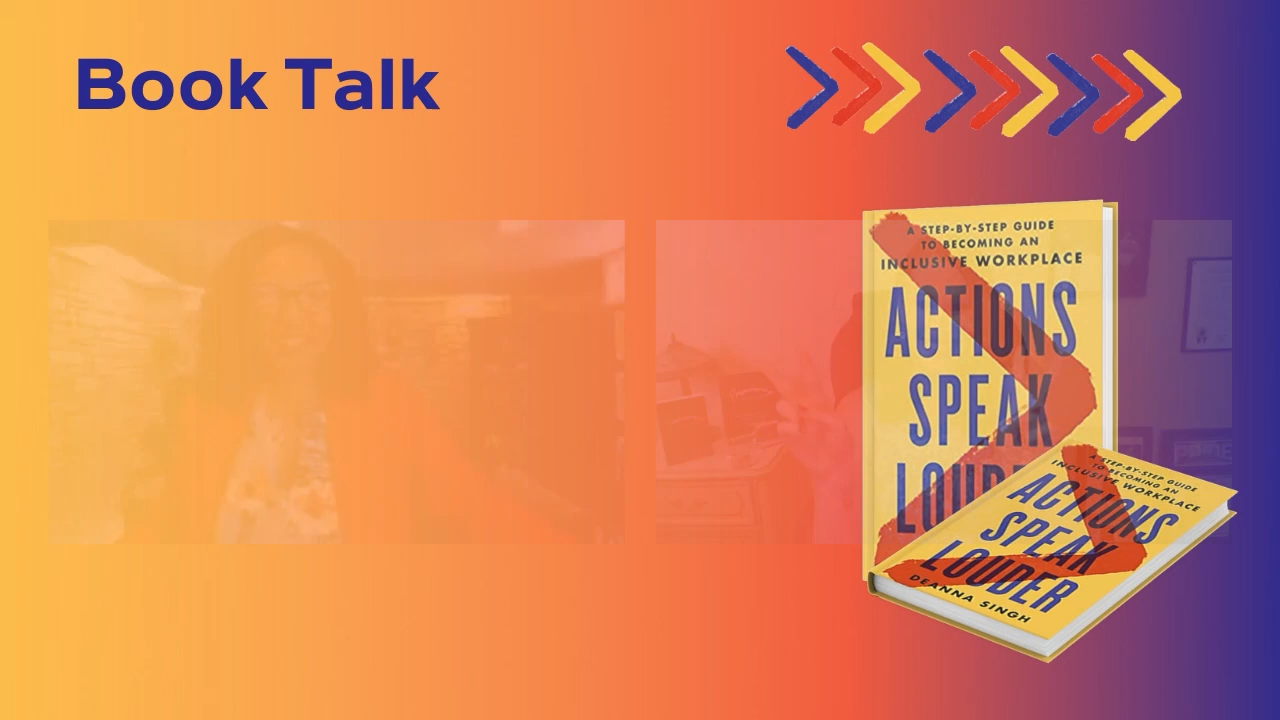 Book Talk
A STEP-BY-STEP GUIDE
TO BECOMING AN
INCLUSIVE WORKPLACE
ACTIONS
SPEAK
LOUDER
A STEP-BY-STEP GUIDE
TO BECOMING AN
INCLUSIVE WORKPLACE
ACTIONS
SPEAK
LOUDER
DEANNA SINGH